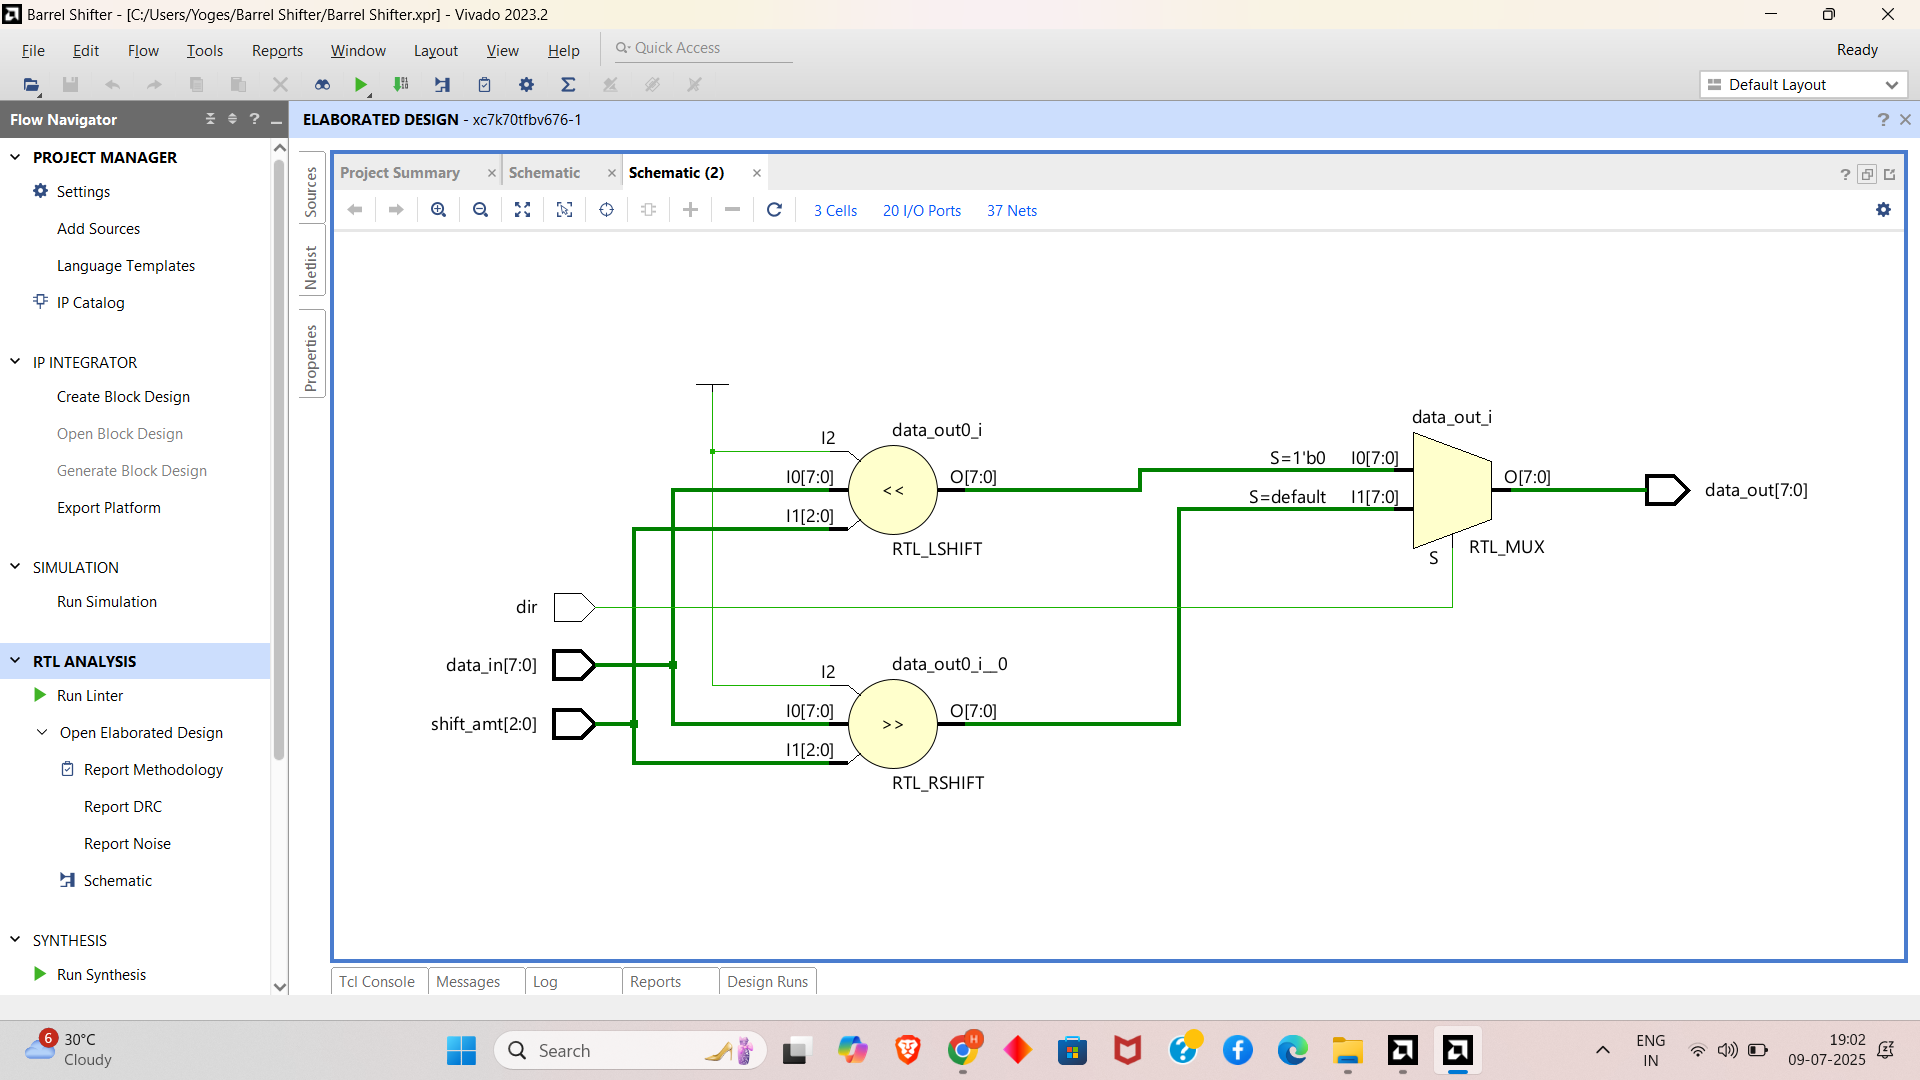 Barrel Shifter - [C:/Users/Yoges/Barrel Shifter/Barrel Shifter.xpr] - Vivado 2023.2
File Edit Flow Tools Reports Window Layout View Help Quick Access Ready
Default Layout
Flow Navigator
ELABORATED DESIGN - xc7k70tfbv676-1
PROJECT MANAGER
Settings
Add Sources
Language Templates
IP Catalog
IP INTEGRATOR
Create Block Design
Open Block Design
Generate Block Design
Export Platform
SIMULATION
Run Simulation
RTL ANALYSIS
Run Linter
Open Elaborated Design
Report Methodology
Report DRC
Report Noise
Schematic
SYNTHESIS
Run Synthesis
Sources
Netlist
Properties
Project Summary Schematic Schematic (2)
3 Cells 20 I/O Ports 37 Nets
data_out0_i
I2
I0[7:0]
I1[2:0]
<<
O[7:0]
RTL_LSHIFT
data_out_i
S=1'b0 I0[7:0]
S=default I1[7:0]
O[7:0]
S
RTL_MUX
data_out[7:0]
dir
data_in[7:0]
shift_amt[2:0]
data_out0_i__0
I2
I0[7:0]
I1[2:0]
>>
O[7:0]
RTL_RSHIFT
Tcl Console Messages Log Reports Design Runs
6
30°C
Cloudy
Search
H
ENG
IN
19:02
09-07-2025